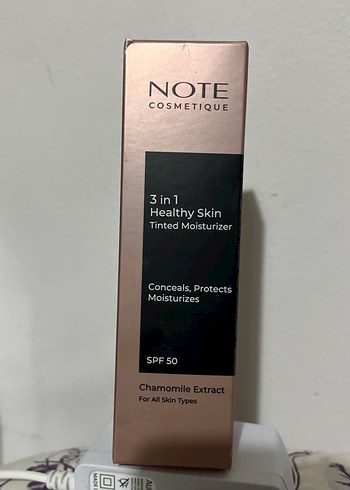 NOTE
COSMETIQUE
3 in 1
Healthy Skin
Tinted Moisturizer
Conceals, Protects
Moisturizes
SPF 50
Chamomile Extract
For All Skin Types